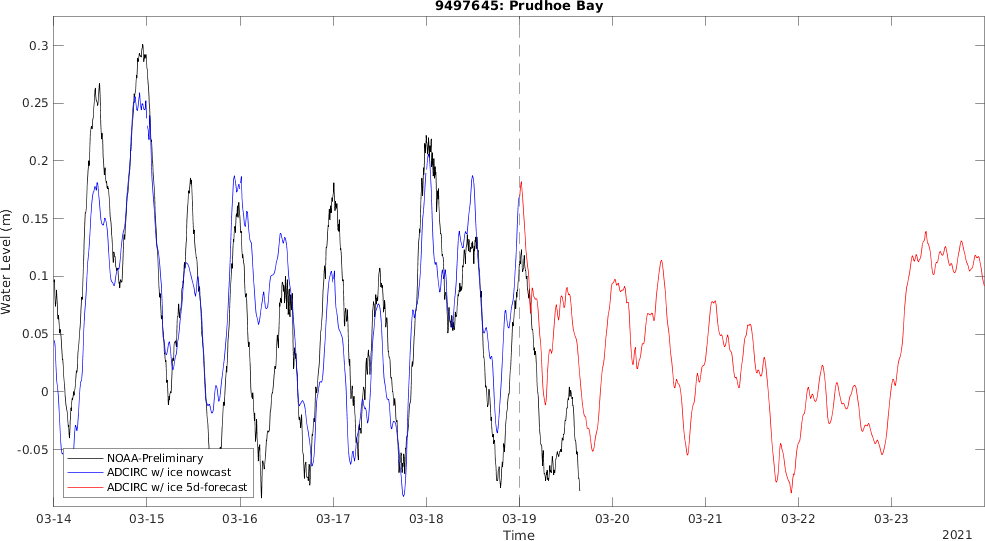 9497645: Prudhoe Bay
Water Level (m)
0.3
0.25
0.2
0.15
0.1
0.05
0
-0.05
NOAA-Preliminary
ADCIRC w/ ice nowcast
ADCIRC w/ ice 5d-forecast
03-14 03-15 03-16 03-17 03-18 03-19 03-20 03-21 03-22 03-23
Time
2021